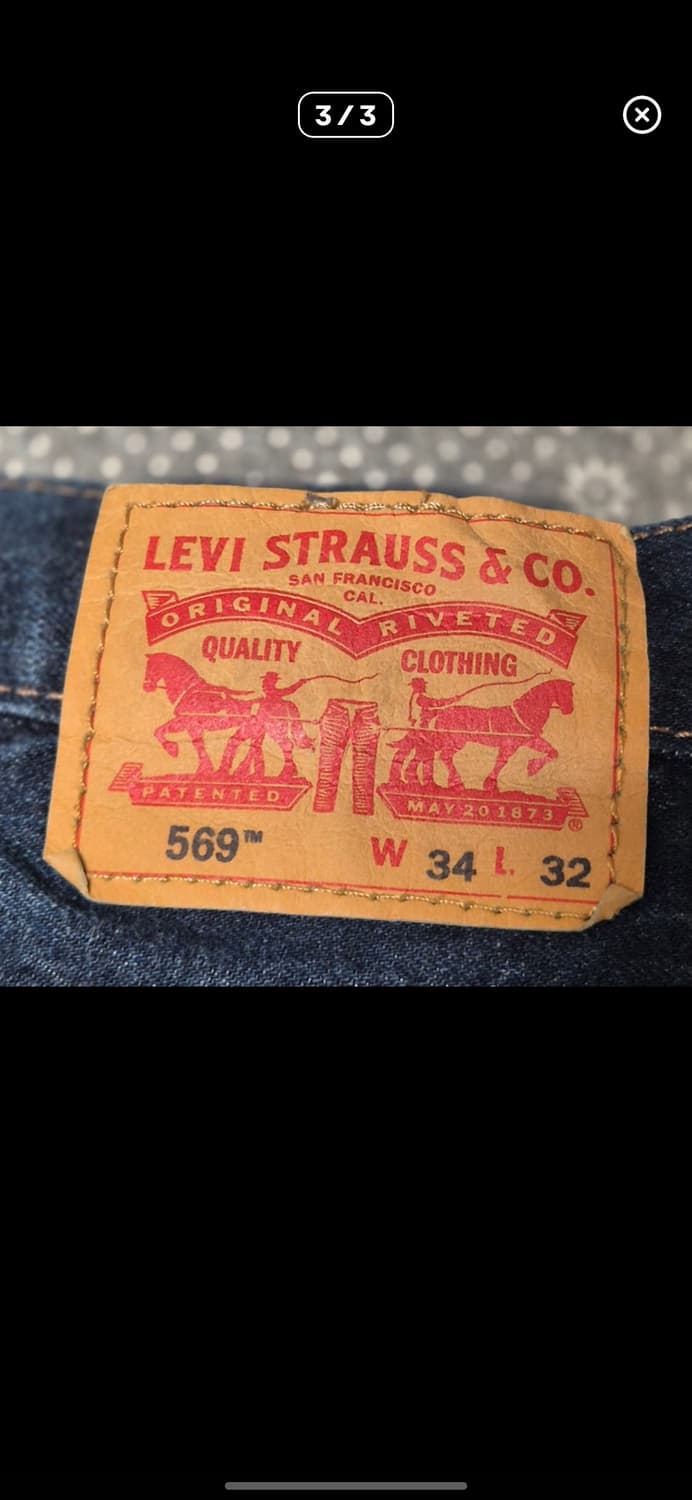 3/3
LEVI STRAUSS & CO.
SAN FRANCISCO
CAL.
ORIGINAL RIVETED
QUALITY CLOTHING
PATENTED MAY 20 1873 ®
569™ W 34 L. 32